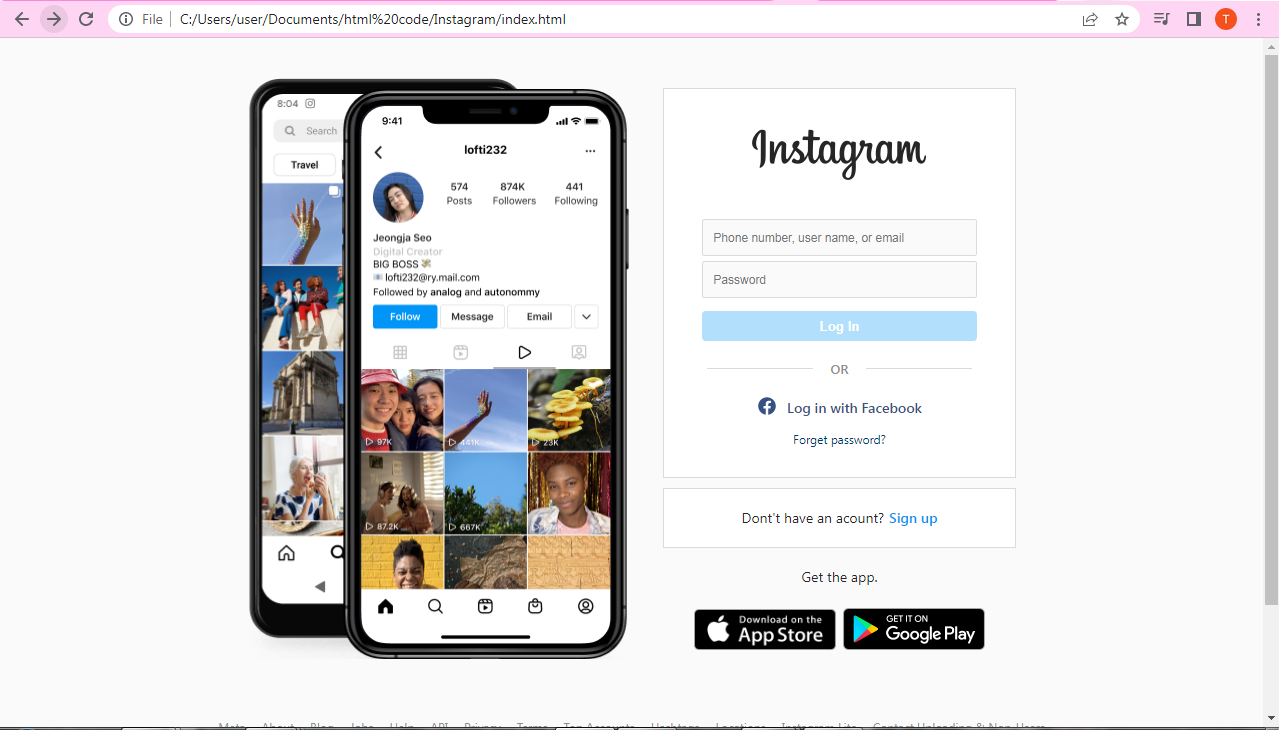 File
C:/Users/user/Documents/html%20code/Instagram/index.html
T
8:04
Search
Travel
9:41
lofti232
574
874K
441
Posts
Followers
Following
Jeongja Seo
Digital Creator
BIG BOSS
lofti232@ry.mail.com
Followed by analog and autonommy
Follow
Message
Email
97K
441K
23K
87.2K
667K
Instagram
Phone number, user name, or email
Password
Log In
OR
Log in with Facebook
Forget password?
Dont't have an acount? Sign up
Get the app.
Download on the
App Store
GET IT ON
Google Play
Meta About Blog Jobs Help API Privacy Terms Top Accounts Hashtags Locations Instagram Lite Contact Uploading & Non-Users